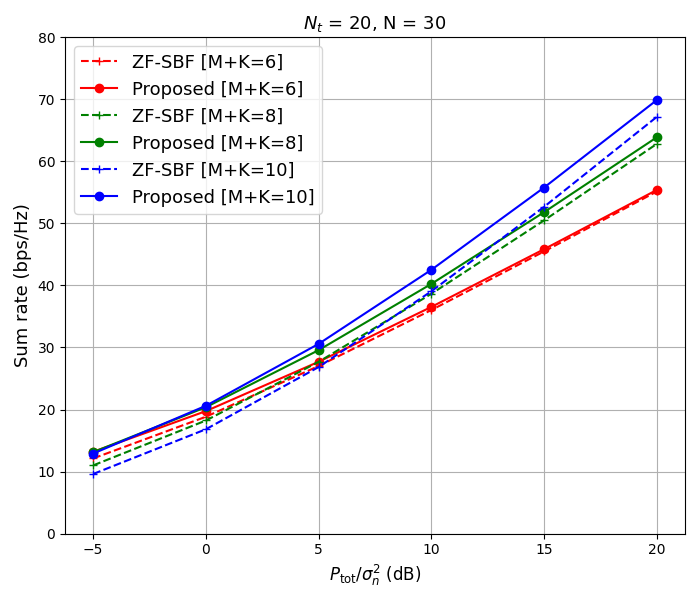 N_t = 20, N = 30
80
70
60
50
40
30
20
10
0
Sum rate (bps/Hz)
ZF-SBF [M+K=6]
Proposed [M+K=6]
ZF-SBF [M+K=8]
Proposed [M+K=8]
ZF-SBF [M+K=10]
Proposed [M+K=10]
−5 0 5 10 15 20
P_tot/σ_n^2 (dB)